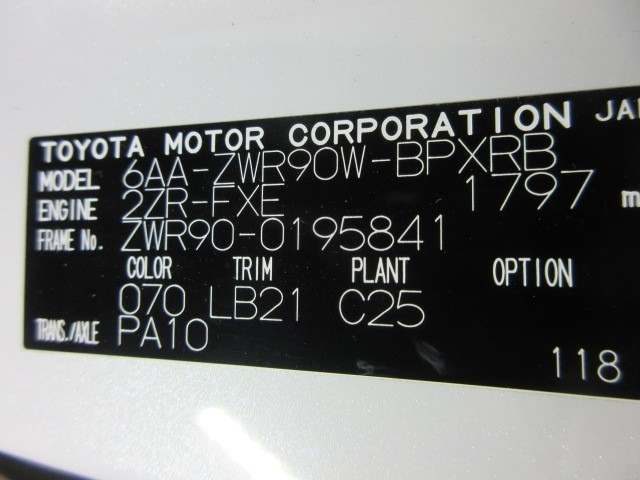 TOYOTA MOTOR CORPORATION
MODEL 6AA-ZWR90W-BPXRB
ENGINE 2ZR-FXE 1797
FRAME No. ZWR90-0195841
COLOR TRIM PLANT OPTION
070 LB21 C25
TRANS./AXLE PA10
118